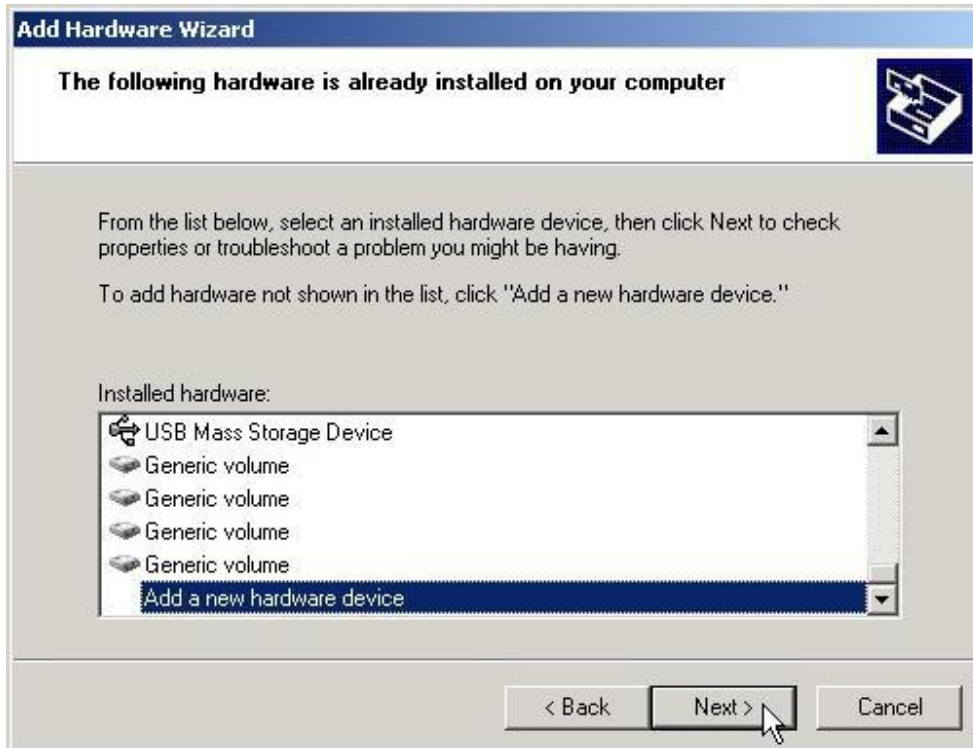 Add Hardware Wizard
The following hardware is already installed on your computer
From the list below, select an installed hardware device, then click Next to check
properties or troubleshoot a problem you might be having.
To add hardware not shown in the list, click "Add a new hardware device."
Installed hardware:
USB Mass Storage Device
Generic volume
Generic volume
Generic volume
Generic volume
Add a new hardware device
< Back Next > Cancel